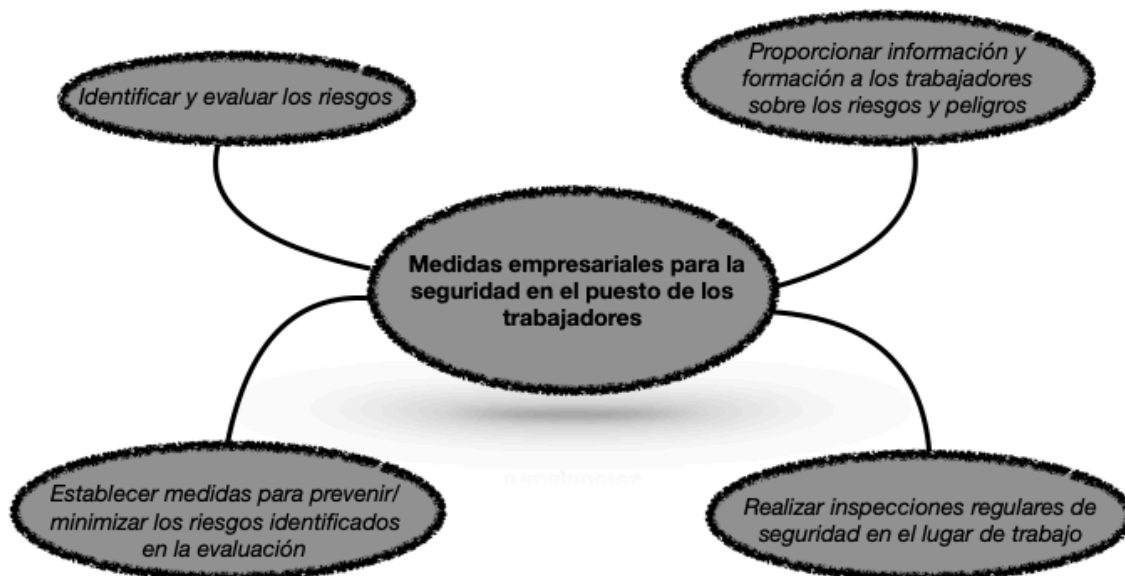 Identificar y evaluar los riesgos
Proporcionar información y
formación a los trabajadores
sobre los riesgos y peligros
Medidas empresariales para la
seguridad en el puesto de los
trabajadores
Establecer medidas para prevenir/
minimizar los riesgos identificados
en la evaluación
Realizar inspecciones regulares de
seguridad en el lugar de trabajo